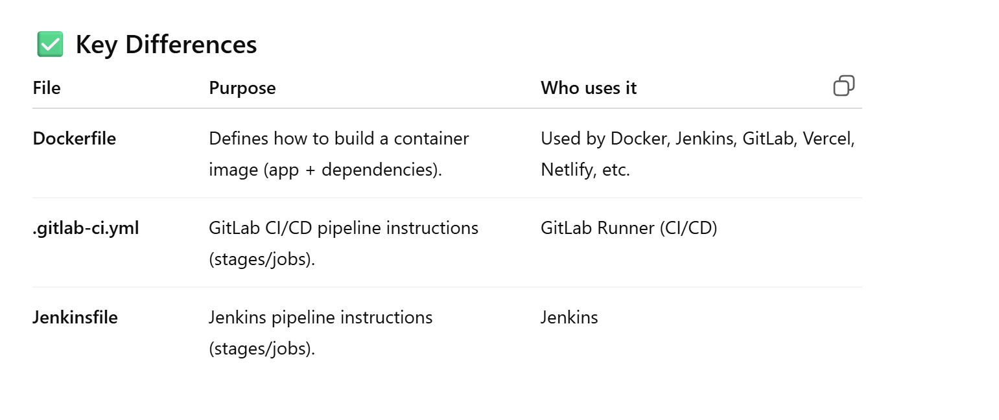 ✅ Key Differences
File Purpose Who uses it
Dockerfile Defines how to build a container Used by Docker, Jenkins, GitLab, Vercel,
image (app + dependencies). Netlify, etc.
.gitlab-ci.yml GitLab CI/CD pipeline instructions GitLab Runner (CI/CD)
(stages/jobs).
Jenkinsfile Jenkins pipeline instructions Jenkins
(stages/jobs).